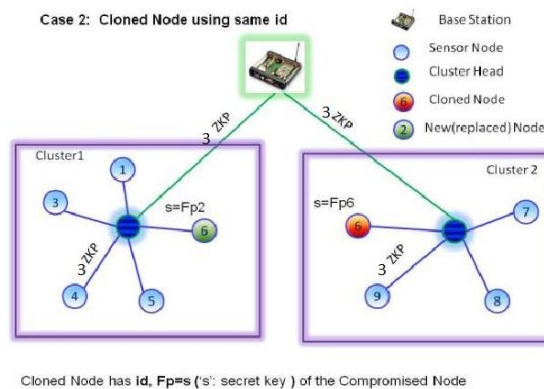 Case 2: Cloned Node using same id
Base Station
Sensor Node
Cluster Head
6 Cloned Node
2 New(replaced) Node
3 ZKP
3 ZKP
Cluster1
Cluster 2
1
3
s=Fp2
6
3 ZKP
4
5
s=Fp6
6
7
3 ZKP
9
8
Cloned Node has id, Fp=s ('s': secret key ) of the Compromised Node